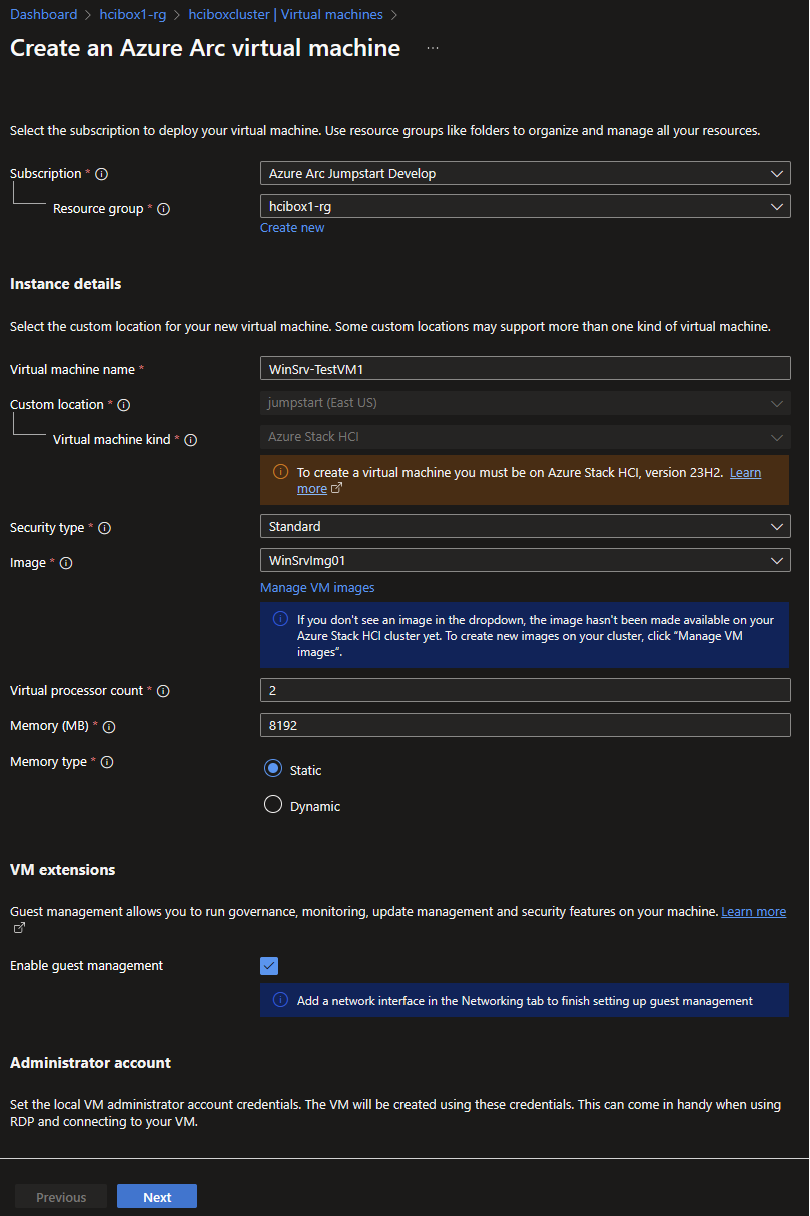 Dashboard > hcibox1-rg > hciboxcluster | Virtual machines >
Create an Azure Arc virtual machine ...
Select the subscription to deploy your virtual machine. Use resource groups like folders to organize and manage all your resources.
Subscription *
Azure Arc Jumpstart Develop
Resource group *
hcibox1-rg
Create new
Instance details
Select the custom location for your new virtual machine. Some custom locations may support more than one kind of virtual machine.
Virtual machine name *
WinSrv-TestVM1
Custom location *
jumpstart (East US)
Virtual machine kind *
Azure Stack HCI
To create a virtual machine you must be on Azure Stack HCI, version 23H2. Learn
more
Security type *
Standard
Image *
WinSrvImg01
Manage VM images
If you don't see an image in the dropdown, the image hasn't been made available on your
Azure Stack HCI cluster yet. To create new images on your cluster, click "Manage VM
images".
Virtual processor count *
2
Memory (MB) *
8192
Memory type *
Static
Dynamic
VM extensions
Guest management allows you to run governance, monitoring, update management and security features on your machine. Learn more
Enable guest management
Add a network interface in the Networking tab to finish setting up guest management
Administrator account
Set the local VM administrator account credentials. The VM will be created using these credentials. This can come in handy when using
RDP and connecting to your VM.
Previous
Next